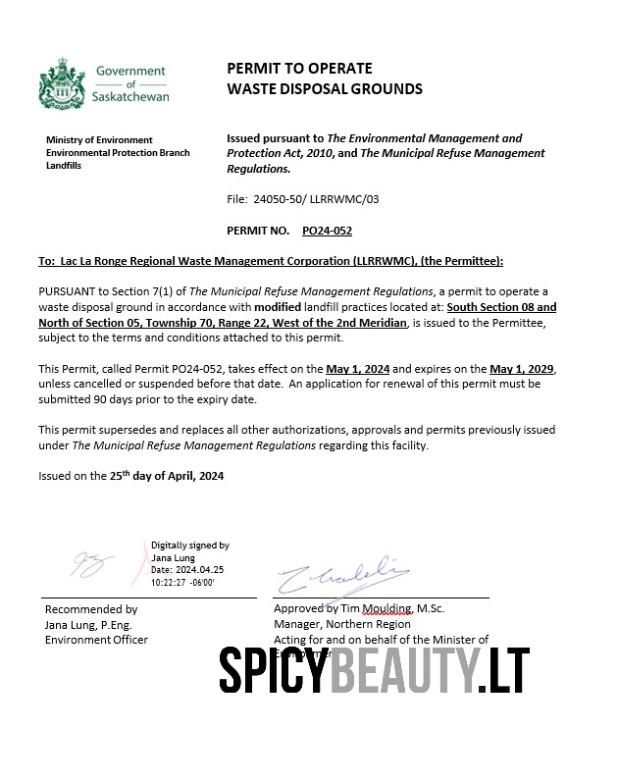 Government
of
Saskatchewan
PERMIT TO OPERATE
WASTE DISPOSAL GROUNDS
Ministry of Environment
Environmental Protection Branch
Landfills
Issued pursuant to The Environmental Management and
Protection Act, 2010, and The Municipal Refuse Management
Regulations.
File: 24050-50/ LLRRWMC/03
PERMIT NO. PO24-052
To: Lac La Ronge Regional Waste Management Corporation (LLRRWMC), (the Permittee):
PURSUANT to Section 7(1) of The Municipal Refuse Management Regulations, a permit to operate a
waste disposal ground in accordance with modified landfill practices located at: South Section 08 and
North of Section 05, Township 70, Range 22, West of the 2nd Meridian, is issued to the Permittee,
subject to the terms and conditions attached to this permit.
This Permit, called Permit PO24-052, takes effect on the May 1, 2024 and expires on the May 1, 2029,
unless cancelled or suspended before that date. An application for renewal of this permit must be
submitted 90 days prior to the expiry date.
This permit supersedes and replaces all other authorizations, approvals and permits previously issued
under The Municipal Refuse Management Regulations regarding this facility.
Issued on the 25th day of April, 2024
Digitally signed by
Jana Lung
Date: 2024.04.25
10:22:27 -06'00'
Recommended by
Jana Lung, P.Eng.
Environment Officer
Approved by Tim Moulding, M.Sc.
Manager, Northern Region
Acting for and on behalf of the Minister of
SPICYBEAUTY.LT